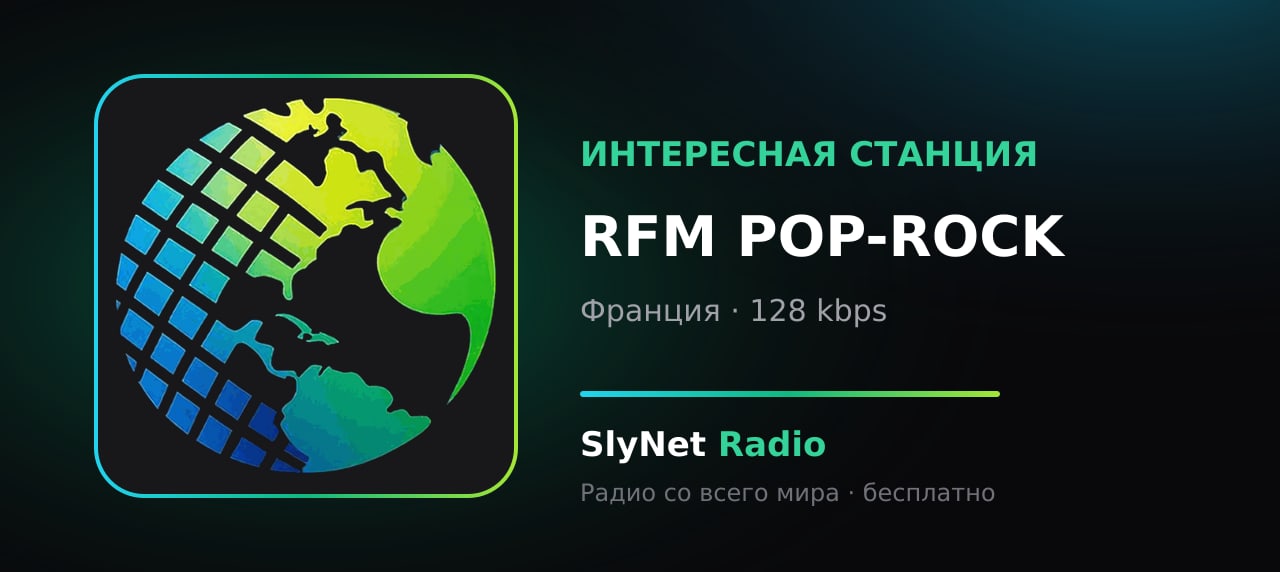 ИНТЕРЕСНАЯ СТАНЦИЯ
RFM POP-ROCK
Франция · 128 kbps
SlyNet Radio
Радио со всего мира · бесплатно